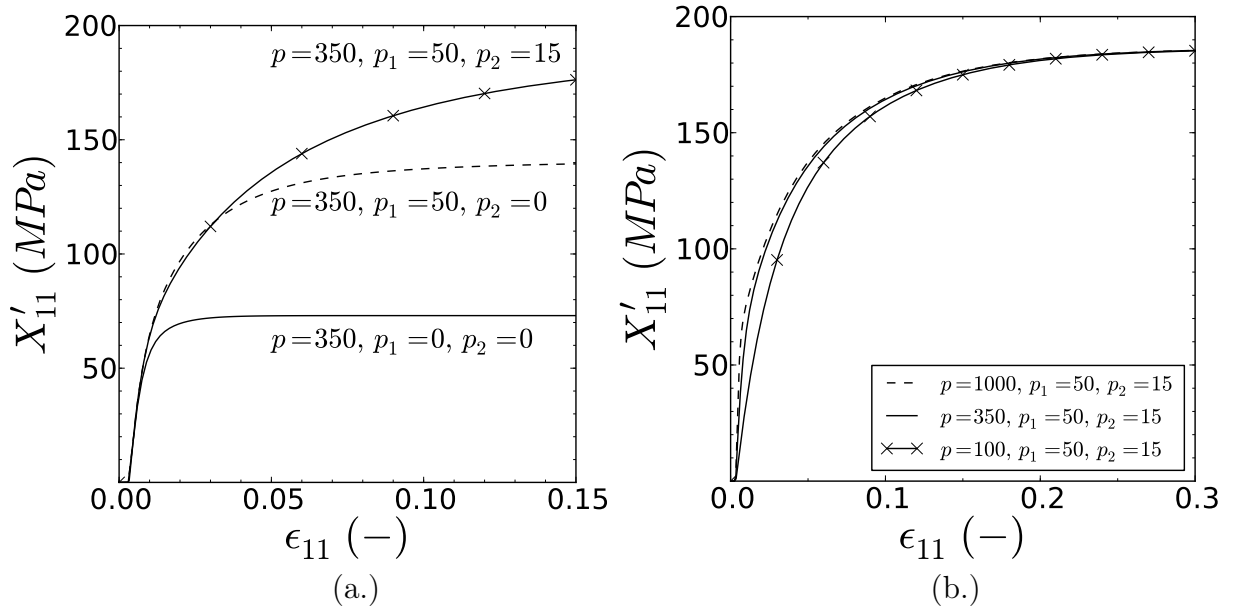 200
150
100
50
0.00
0.05
0.10
0.15
X′₁₁ (MPa)
ϵ₁₁ (−)
p=350, p₁=50, p₂=15
p=350, p₁=50, p₂=0
p=350, p₁=0, p₂=0
(a.)
200
150
100
50
0.0
0.1
0.2
0.3
X′₁₁ (MPa)
ϵ₁₁ (−)
p=1000, p₁=50, p₂=15
p=350, p₁=50, p₂=15
p=100, p₁=50, p₂=15
(b.)